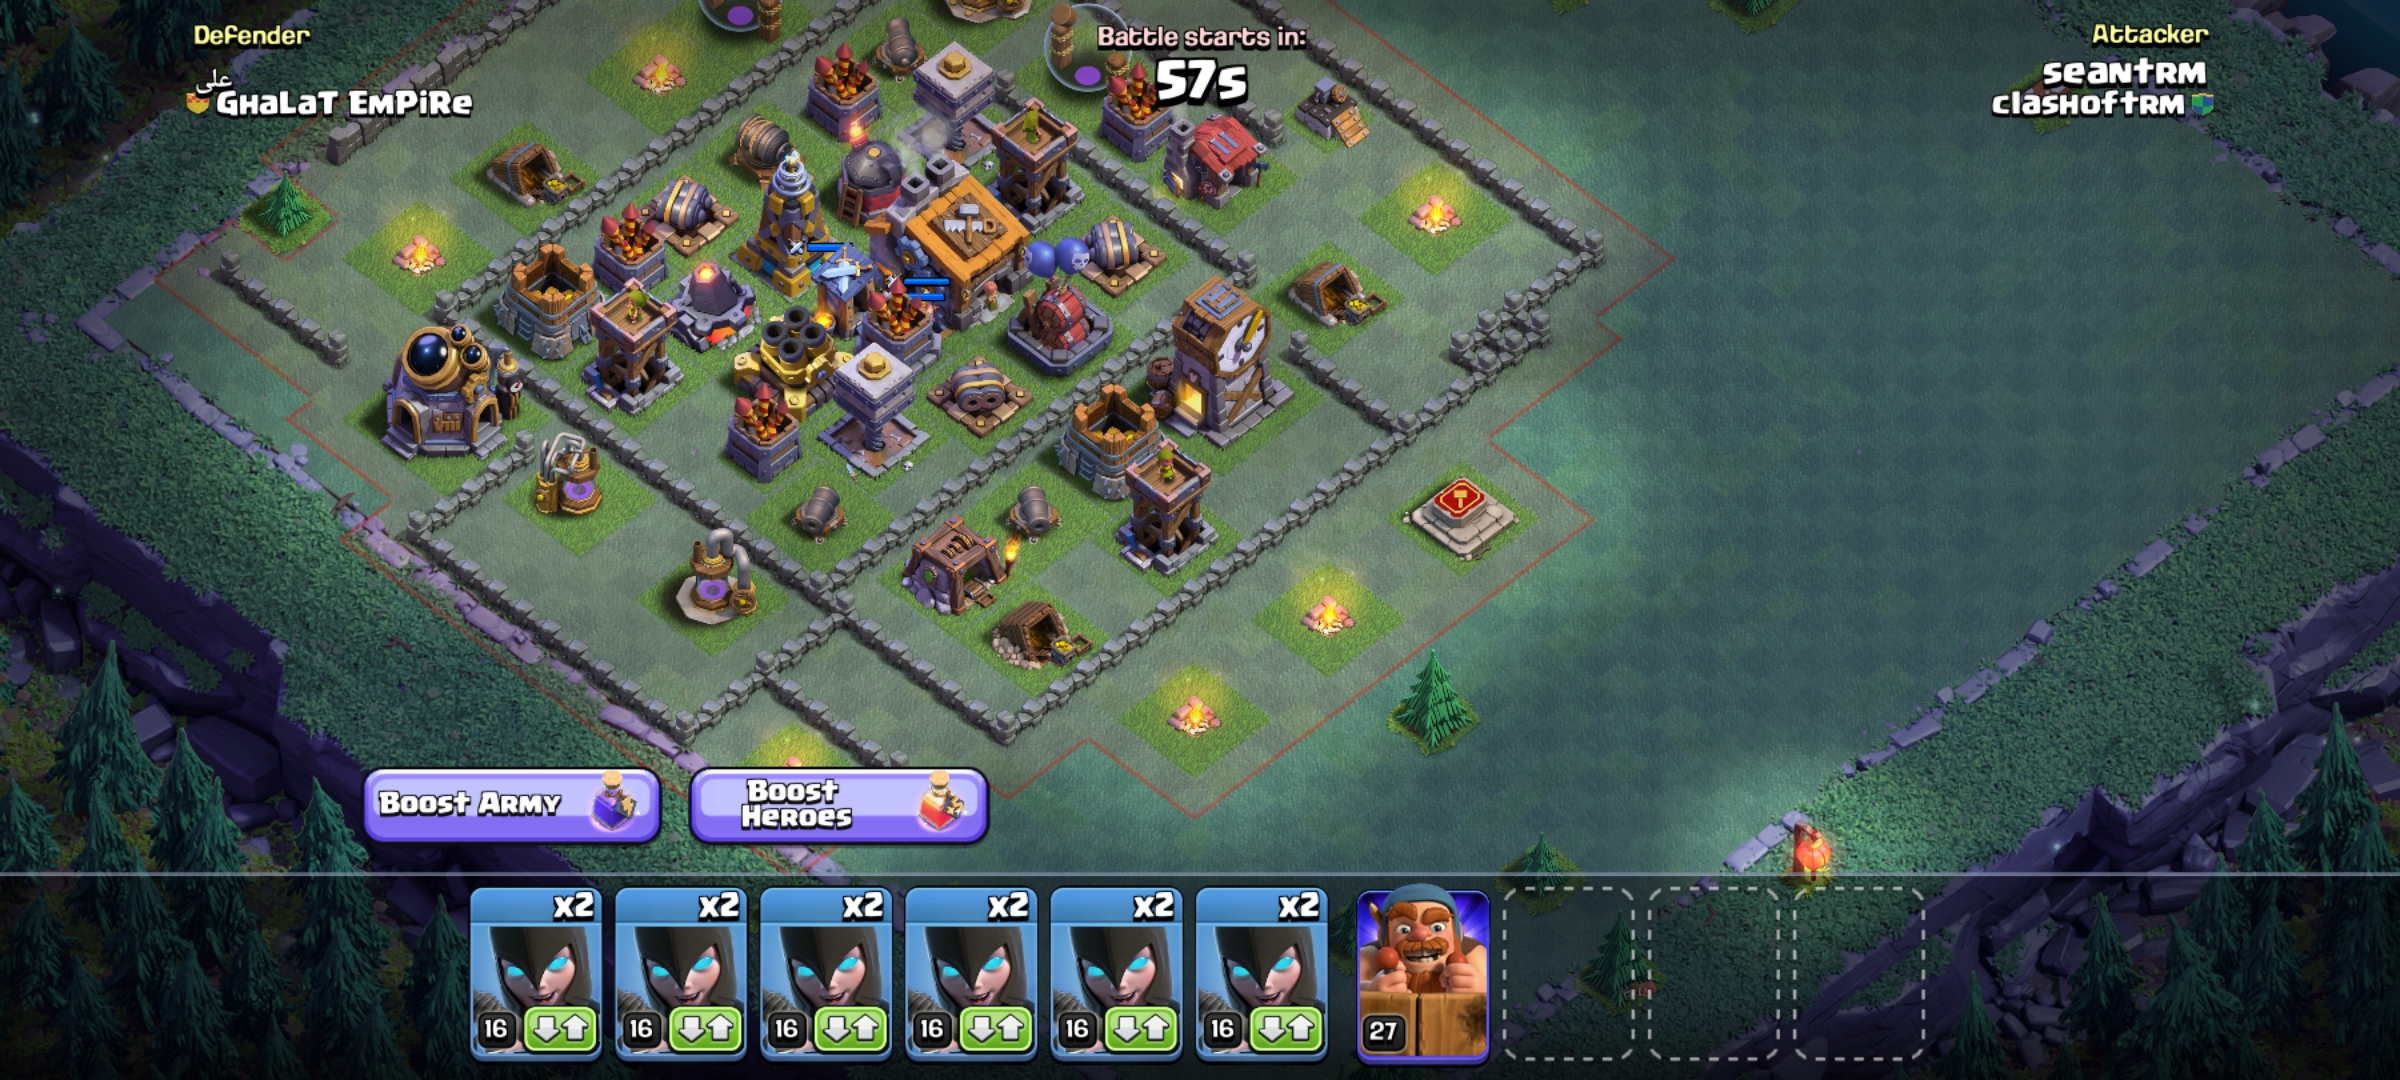 Defender
على
GHALAT EMPIRE
Battle starts in:
57s
Attacker
seantRM
clashoftRM
Boost Army
Boost
Heroes
x2
x2
x2
x2
x2
x2
16
16
16
16
16
16
27